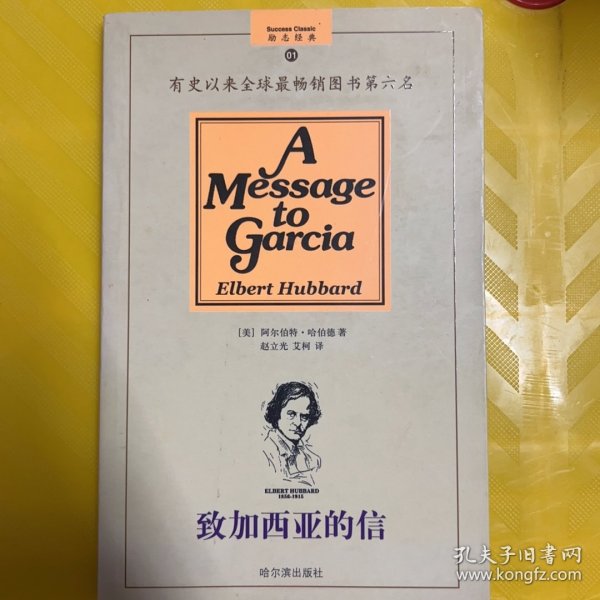 Success Classic
励志经典
01
有史以来全球最畅销图书第六名
A
Message
to
Garcia
Elbert Hubbard
[美] 阿尔伯特·哈伯德 著
赵立光 艾柯 译
ELBERT HUBBARD
1856-1915
致加西亚的信
哈尔滨出版社
孔夫子旧书网
www.kongfz.com